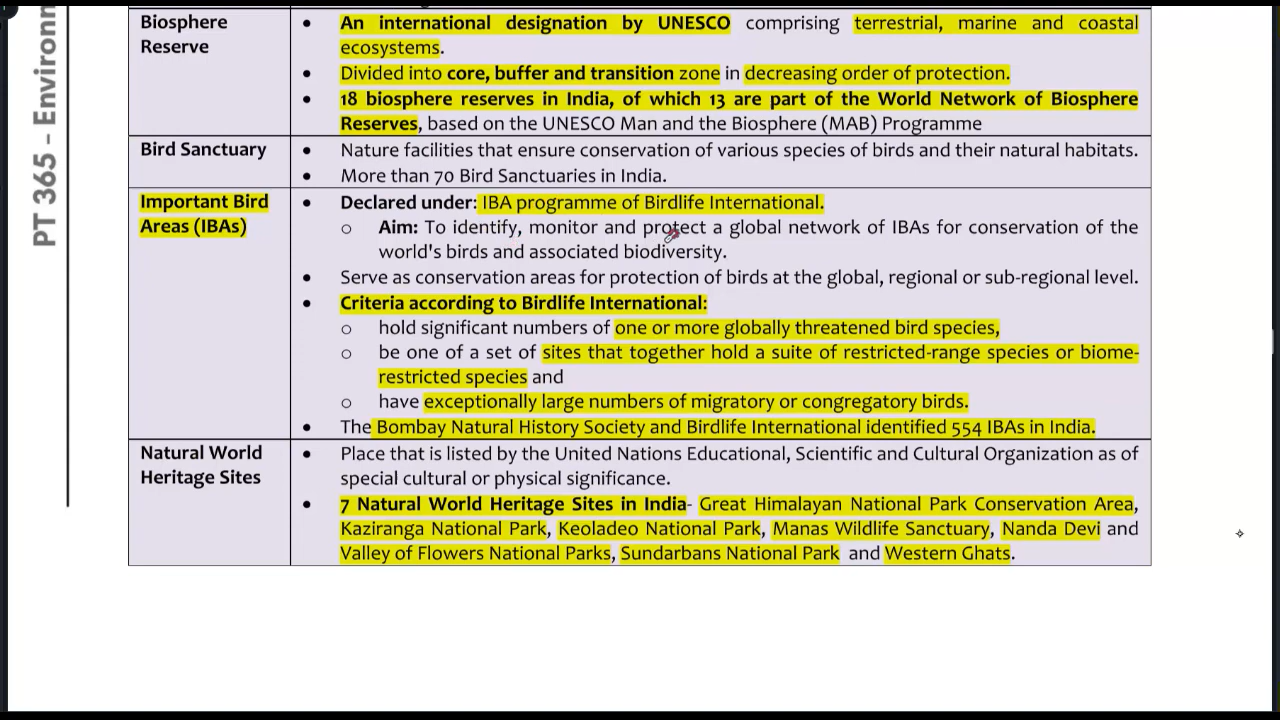 PT 365 - Environm
Biosphere
Reserve
• An international designation by UNESCO comprising terrestrial, marine and coastal
ecosystems.
• Divided into core, buffer and transition zone in decreasing order of protection.
• 18 biosphere reserves in India, of which 13 are part of the World Network of Biosphere
Reserves, based on the UNESCO Man and the Biosphere (MAB) Programme
Bird Sanctuary
• Nature facilities that ensure conservation of various species of birds and their natural habitats.
• More than 70 Bird Sanctuaries in India.
Important Bird
Areas (IBAs)
• Declared under: IBA programme of Birdlife International.
o Aim: To identify, monitor and protect a global network of IBAs for conservation of the
world's birds and associated biodiversity.
• Serve as conservation areas for protection of birds at the global, regional or sub-regional level.
• Criteria according to Birdlife International:
o hold significant numbers of one or more globally threatened bird species,
o be one of a set of sites that together hold a suite of restricted-range species or biome-
restricted species and
o have exceptionally large numbers of migratory or congregatory birds.
• The Bombay Natural History Society and Birdlife International identified 554 IBAs in India.
Natural World
Heritage Sites
• Place that is listed by the United Nations Educational, Scientific and Cultural Organization as of
special cultural or physical significance.
• 7 Natural World Heritage Sites in India- Great Himalayan National Park Conservation Area,
Kaziranga National Park, Keoladeo National Park, Manas Wildlife Sanctuary, Nanda Devi and
Valley of Flowers National Parks, Sundarbans National Park and Western Ghats.